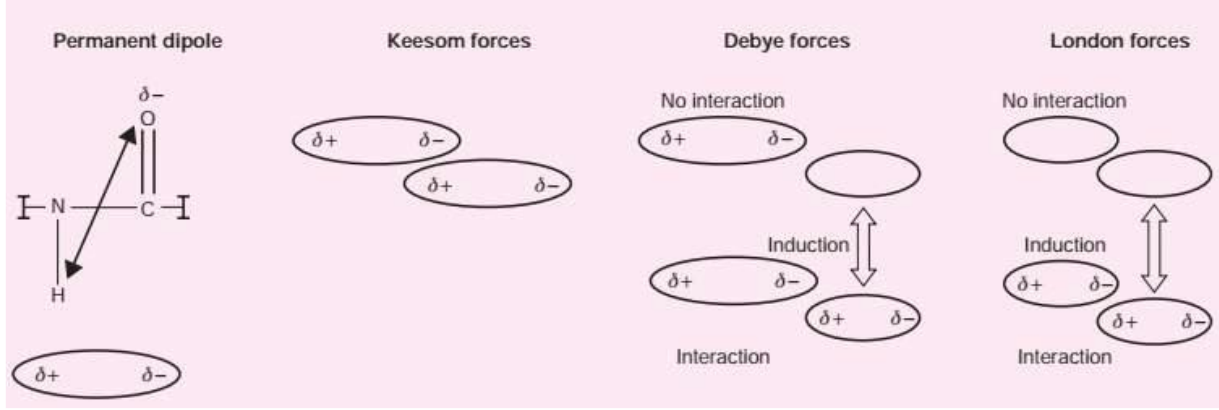 Permanent dipole
δ−
O
N C
H
δ+ δ−
Keesom forces
δ+ δ−
δ+ δ−
Debye forces
No interaction
δ+ δ−
Induction
δ+ δ−
δ+ δ−
Interaction
London forces
No interaction
Induction
δ+ δ−
δ+ δ−
Interaction